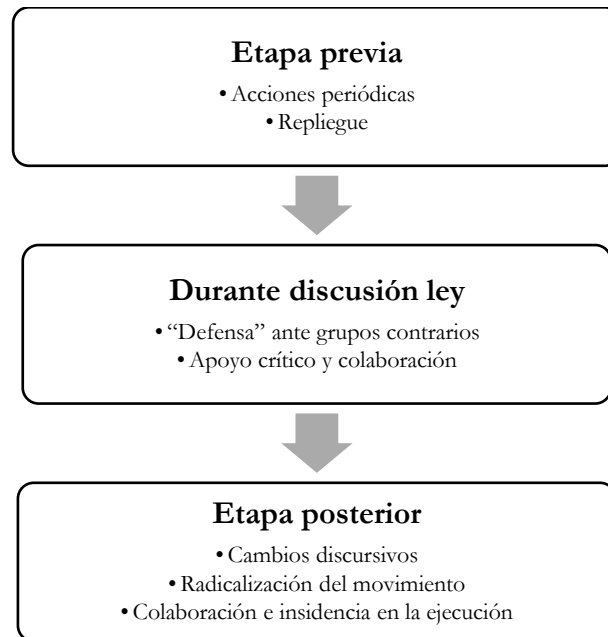 Etapa previa
• Acciones periódicas
• Repliegue
Durante discusión ley
• “Defensa” ante grupos contrarios
• Apoyo crítico y colaboración
Etapa posterior
• Cambios discursivos
• Radicalización del movimiento
• Colaboración e insidencia en la ejecución